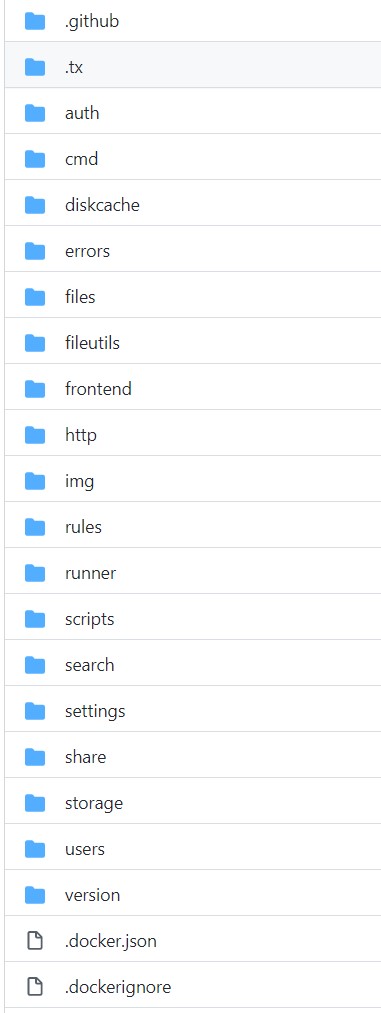 .github
.tx
auth
cmd
diskcache
errors
files
fileutils
frontend
http
img
rules
runner
scripts
search
settings
share
storage
users
version
.docker.json
.dockerignore